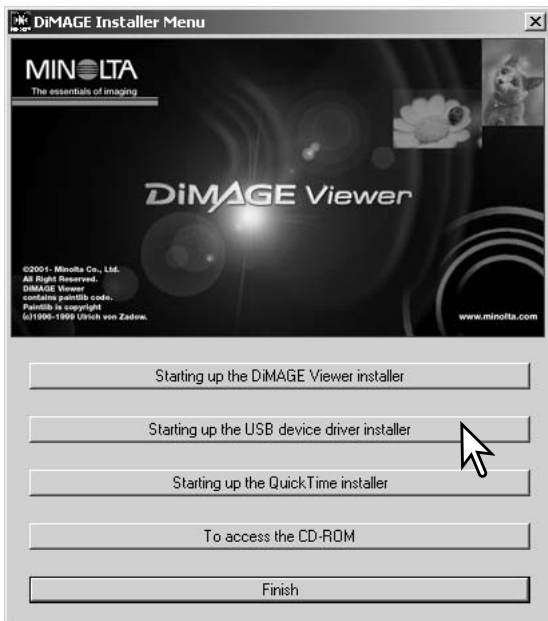 DiMAGE Installer Menu
MINOLTA
The essentials of imaging
DiMAGE Viewer
©2001- Minolta Co., Ltd.
All Right Reserved.
DiMAGE Viewer
contains paintlib code.
Paintlib is copyright
(c)1996-1999 Ulrich von Zadow.
www.minolta.com
Starting up the DiMAGE Viewer installer
Starting up the USB device driver installer
Starting up the QuickTime installer
To access the CD-ROM
Finish